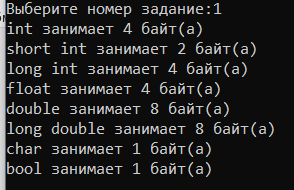 Выберите номер задание:1
int занимает 4 байт(а)
short int занимает 2 байт(а)
long int занимает 4 байт(а)
float занимает 4 байт(а)
double занимает 8 байт(а)
long double занимает 8 байт(а)
char занимает 1 байт(а)
bool занимает 1 байт(а)